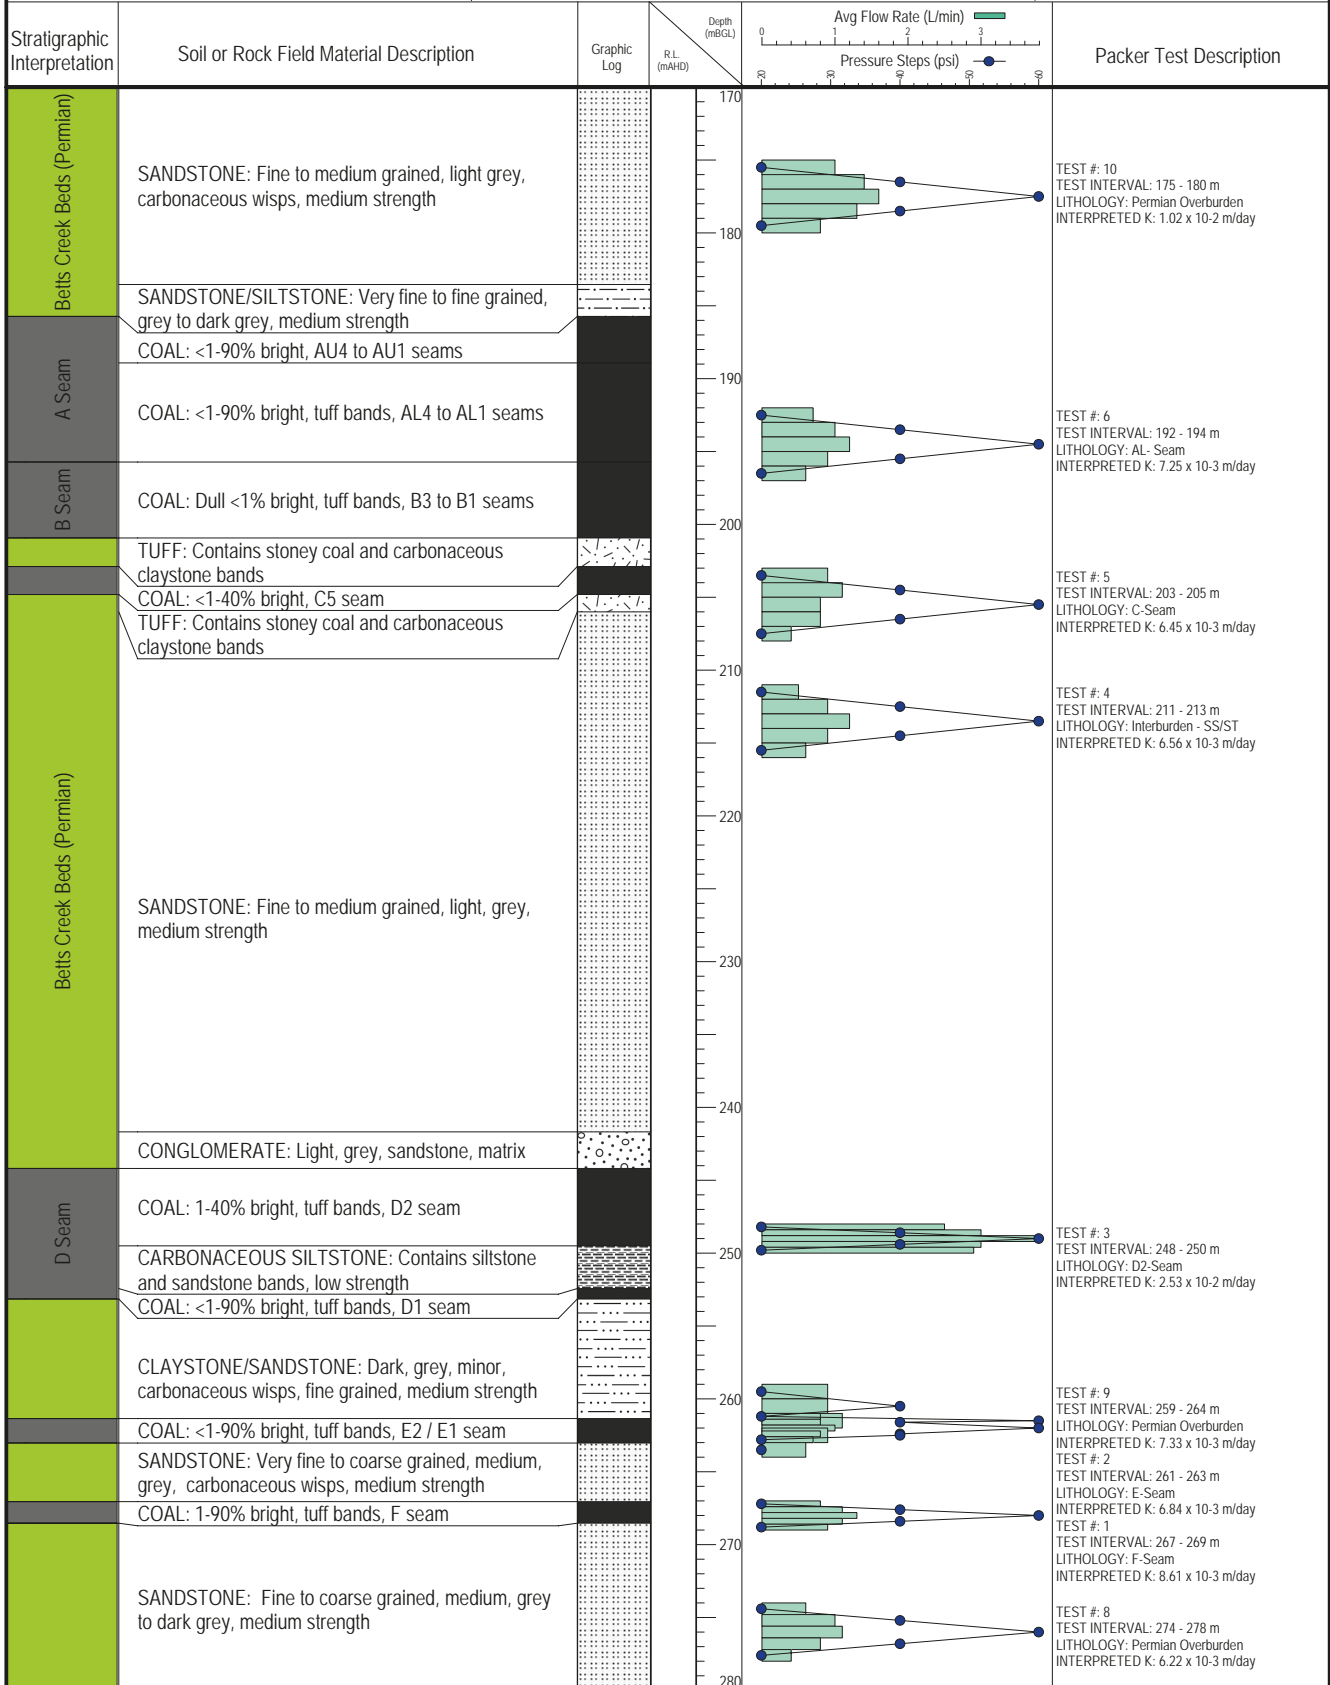 Stratigraphic
Interpretation
Soil or Rock Field Material Description
Graphic
Log
R.L.
(mAHD)
Depth
(mBGL)
Avg Flow Rate (L/min)
0 1 2 3
Pressure Steps (psi)
20 30 40 50 60
Packer Test Description
Betts Creek Beds (Permian)
A Seam
B Seam
Betts Creek Beds (Permian)
D Seam
SANDSTONE: Fine to medium grained, light grey,
carbonaceous wisps, medium strength
SANDSTONE/SILTSTONE: Very fine to fine grained,
grey to dark grey, medium strength
COAL: <1-90% bright, AU4 to AU1 seams
COAL: <1-90% bright, tuff bands, AL4 to AL1 seams
COAL: Dull <1% bright, tuff bands, B3 to B1 seams
TUFF: Contains stoney coal and carbonaceous
claystone bands
COAL: <1-40% bright, C5 seam
TUFF: Contains stoney coal and carbonaceous
claystone bands
SANDSTONE: Fine to medium grained, light, grey,
medium strength
CONGLOMERATE: Light, grey, sandstone, matrix
COAL: 1-40% bright, tuff bands, D2 seam
CARBONACEOUS SILTSTONE: Contains siltstone
and sandstone bands, low strength
COAL: <1-90% bright, tuff bands, D1 seam
CLAYSTONE/SANDSTONE: Dark, grey, minor,
carbonaceous wisps, fine grained, medium strength
COAL: <1-90% bright, tuff bands, E2 / E1 seam
SANDSTONE: Very fine to coarse grained, medium,
grey, carbonaceous wisps, medium strength
COAL: 1-90% bright, tuff bands, F seam
SANDSTONE: Fine to coarse grained, medium, grey
to dark grey, medium strength
170
180
190
200
210
220
230
240
250
260
270
280
TEST #: 10
TEST INTERVAL: 175 - 180 m
LITHOLOGY: Permian Overburden
INTERPRETED K: 1.02 x 10-2 m/day
TEST #: 6
TEST INTERVAL: 192 - 194 m
LITHOLOGY: AL- Seam
INTERPRETED K: 7.25 x 10-3 m/day
TEST #: 5
TEST INTERVAL: 203 - 205 m
LITHOLOGY: C-Seam
INTERPRETED K: 6.45 x 10-3 m/day
TEST #: 4
TEST INTERVAL: 211 - 213 m
LITHOLOGY: Interburden - SS/ST
INTERPRETED K: 6.56 x 10-3 m/day
TEST #: 3
TEST INTERVAL: 248 - 250 m
LITHOLOGY: D2-Seam
INTERPRETED K: 2.53 x 10-2 m/day
TEST #: 9
TEST INTERVAL: 259 - 264 m
LITHOLOGY: Permian Overburden
INTERPRETED K: 7.33 x 10-3 m/day
TEST #: 2
TEST INTERVAL: 261 - 263 m
LITHOLOGY: E-Seam
INTERPRETED K: 6.84 x 10-3 m/day
TEST #: 1
TEST INTERVAL: 267 - 269 m
LITHOLOGY: F-Seam
INTERPRETED K: 8.61 x 10-3 m/day
TEST #: 8
TEST INTERVAL: 274 - 278 m
LITHOLOGY: Permian Overburden
INTERPRETED K: 6.22 x 10-3 m/day